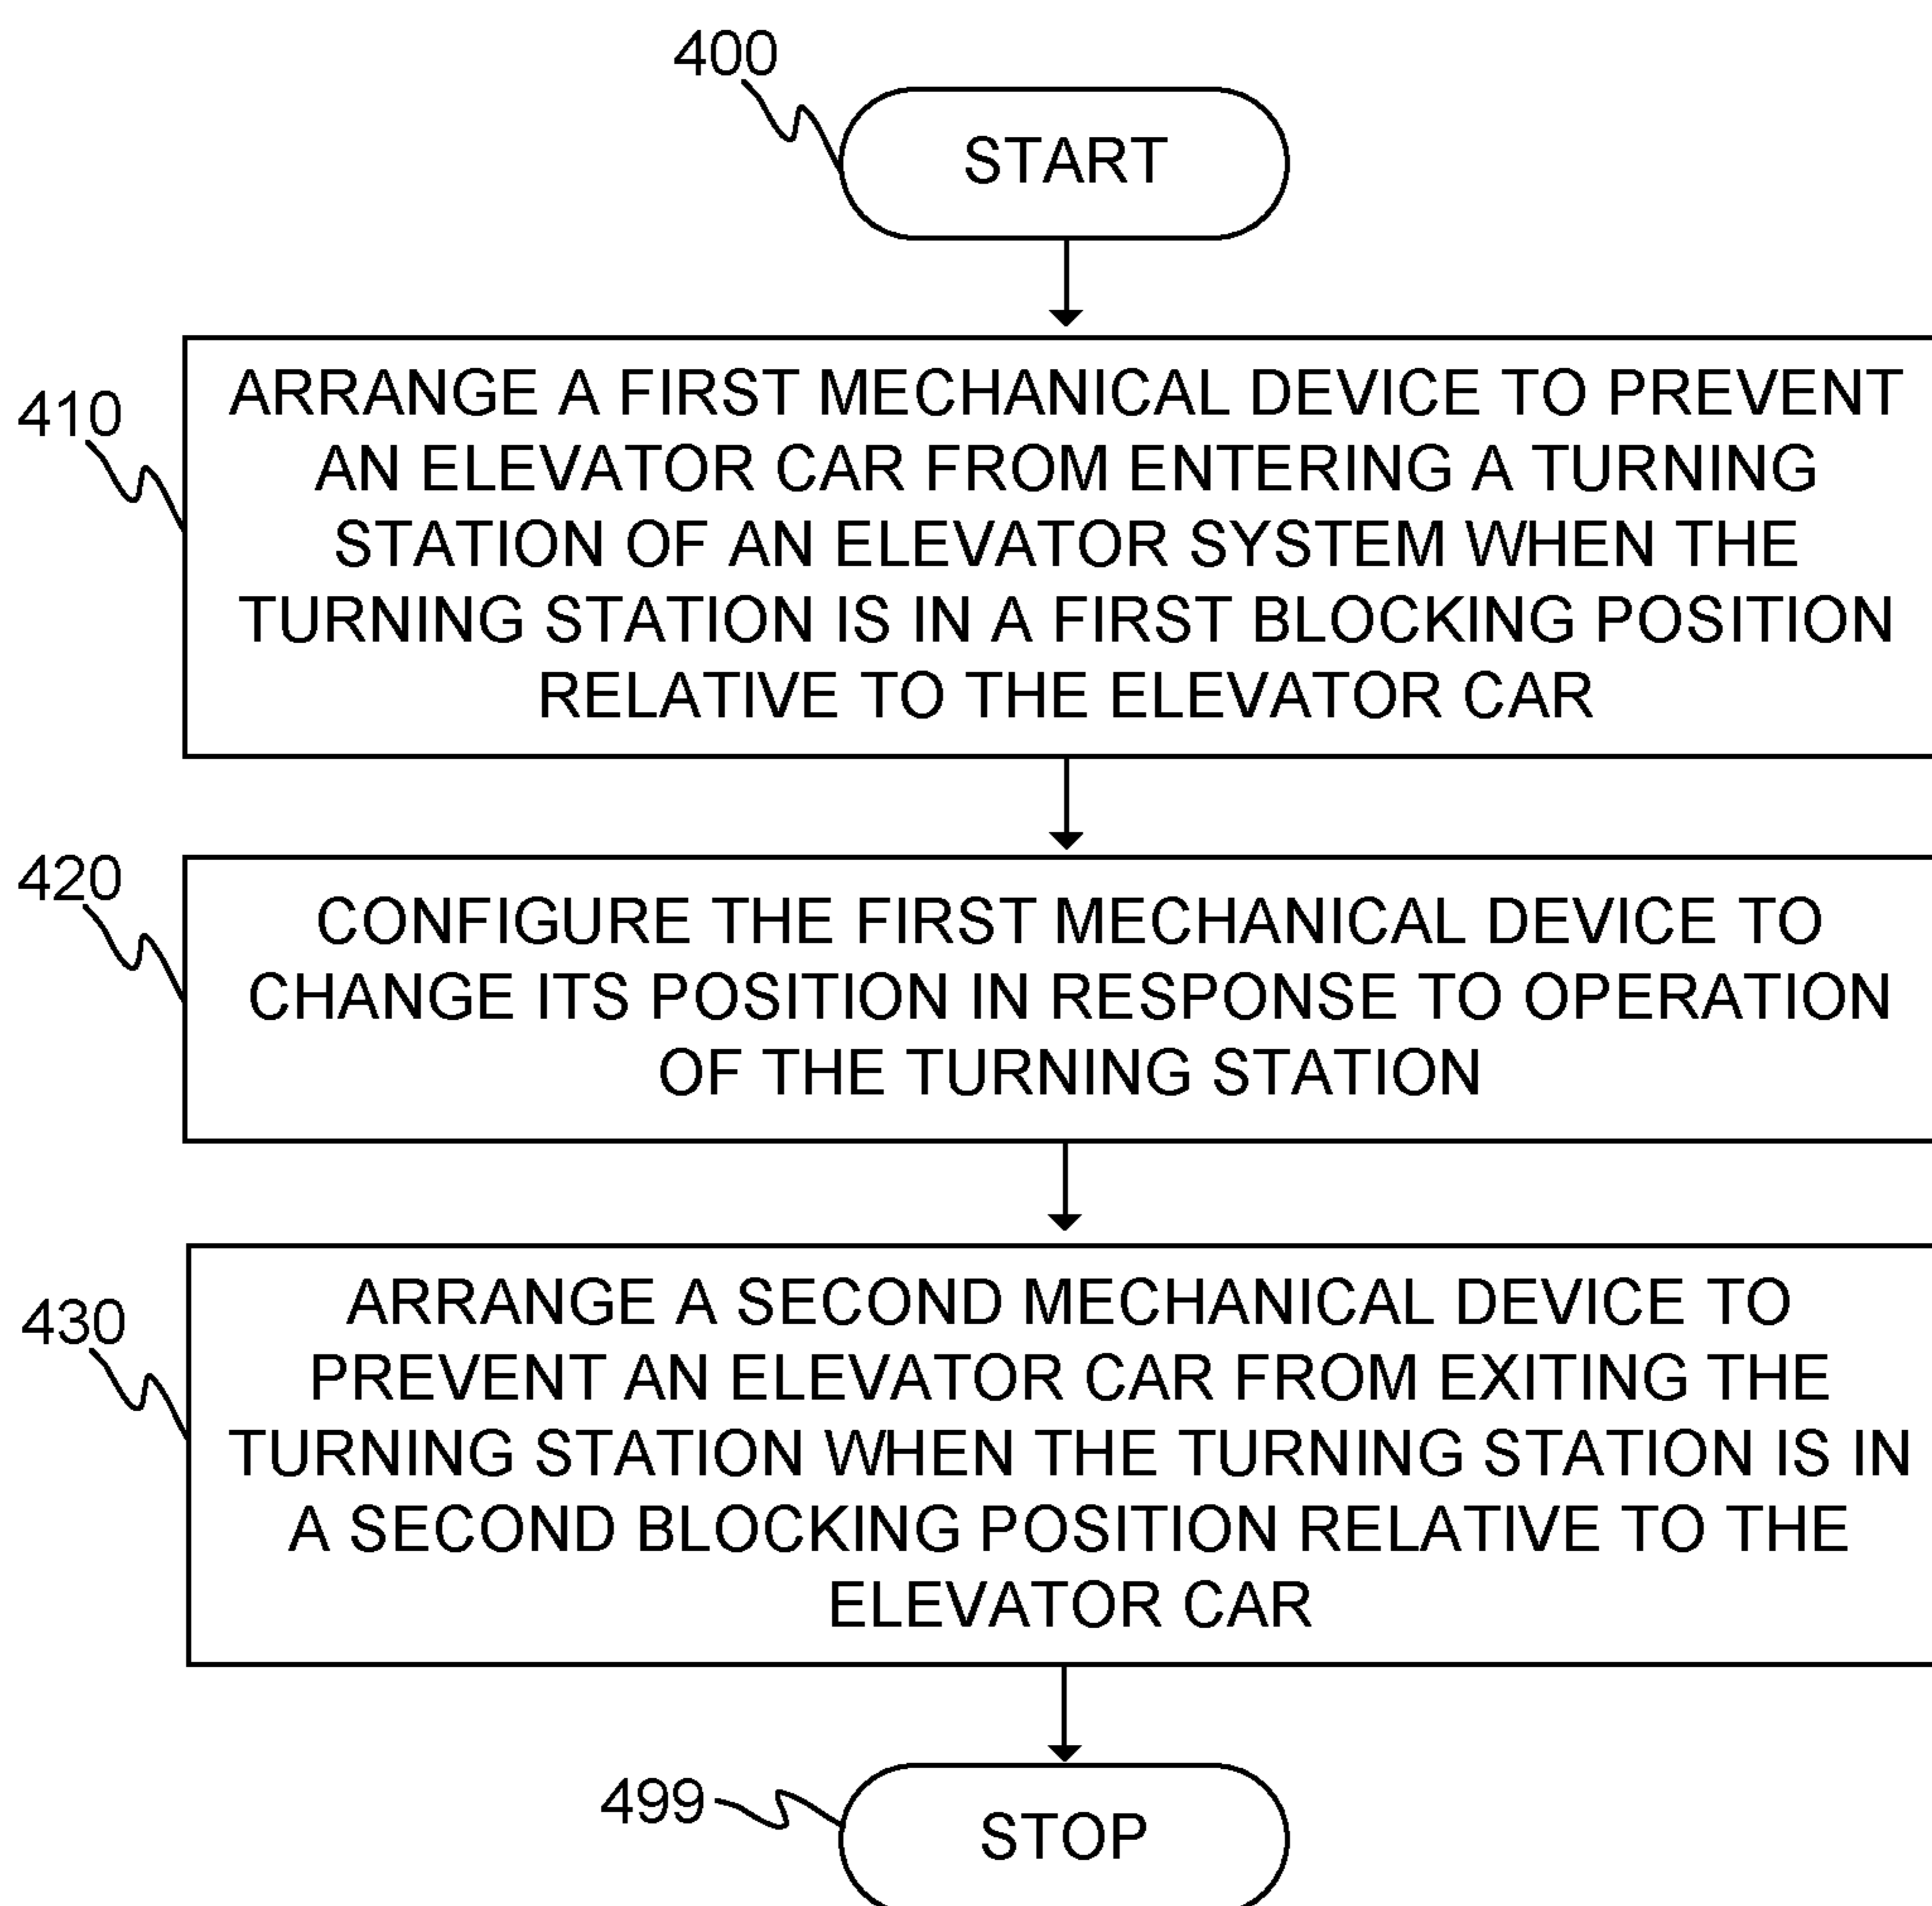 400
START
410
ARRANGE A FIRST MECHANICAL DEVICE TO PREVENT
AN ELEVATOR CAR FROM ENTERING A TURNING
STATION OF AN ELEVATOR SYSTEM WHEN THE
TURNING STATION IS IN A FIRST BLOCKING POSITION
RELATIVE TO THE ELEVATOR CAR
420
CONFIGURE THE FIRST MECHANICAL DEVICE TO
CHANGE ITS POSITION IN RESPONSE TO OPERATION
OF THE TURNING STATION
430
ARRANGE A SECOND MECHANICAL DEVICE TO
PREVENT AN ELEVATOR CAR FROM EXITING THE
TURNING STATION WHEN THE TURNING STATION IS IN
A SECOND BLOCKING POSITION RELATIVE TO THE
ELEVATOR CAR
499
STOP